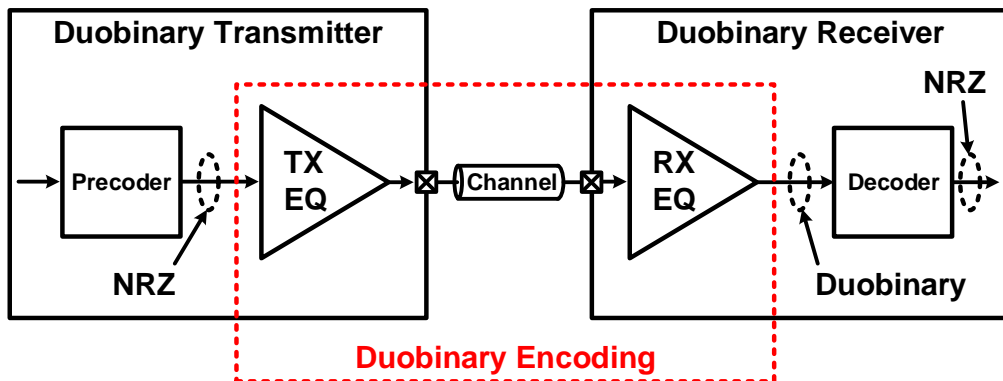 Duobinary Transmitter
Duobinary Receiver
NRZ
Precoder
TX
EQ
Channel
RX
EQ
Decoder
NRZ
Duobinary
Duobinary Encoding